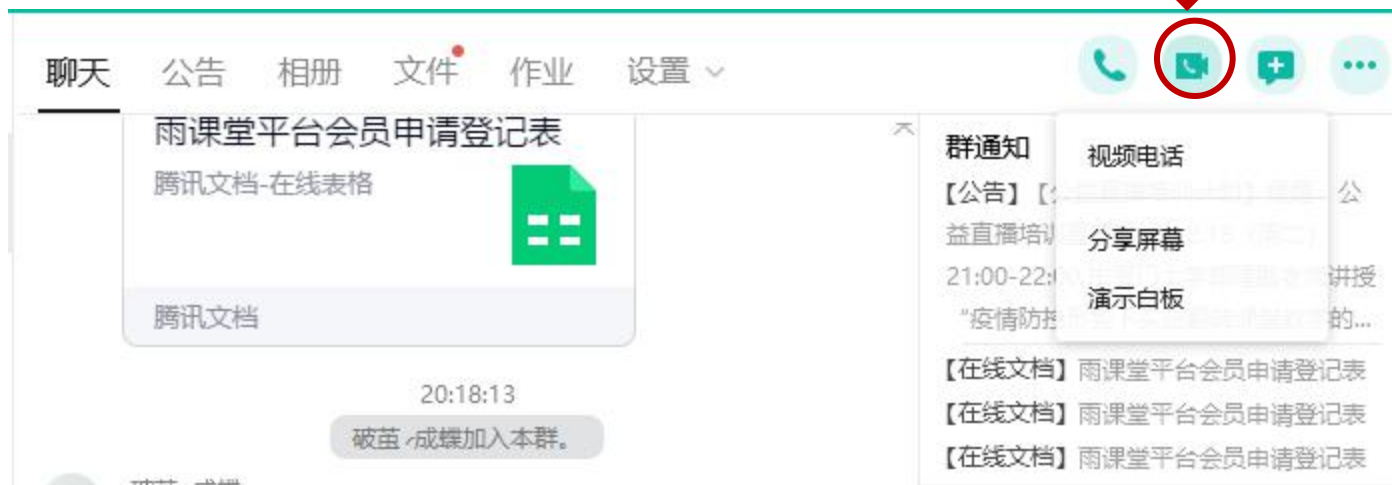 聊天 公告 相册 文件 作业 设置
雨课堂平台会员申请登记表
腾讯文档-在线表格
腾讯文档
20:18:13
破茧 成蝶加入本群。
群通知
【公告】【 公
益直播培训
21:00-22: 讲授
“疫情防控 的...
【在线文档】雨课堂平台会员申请登记表
【在线文档】雨课堂平台会员申请登记表
【在线文档】雨课堂平台会员申请登记表
视频电话
分享屏幕
演示白板